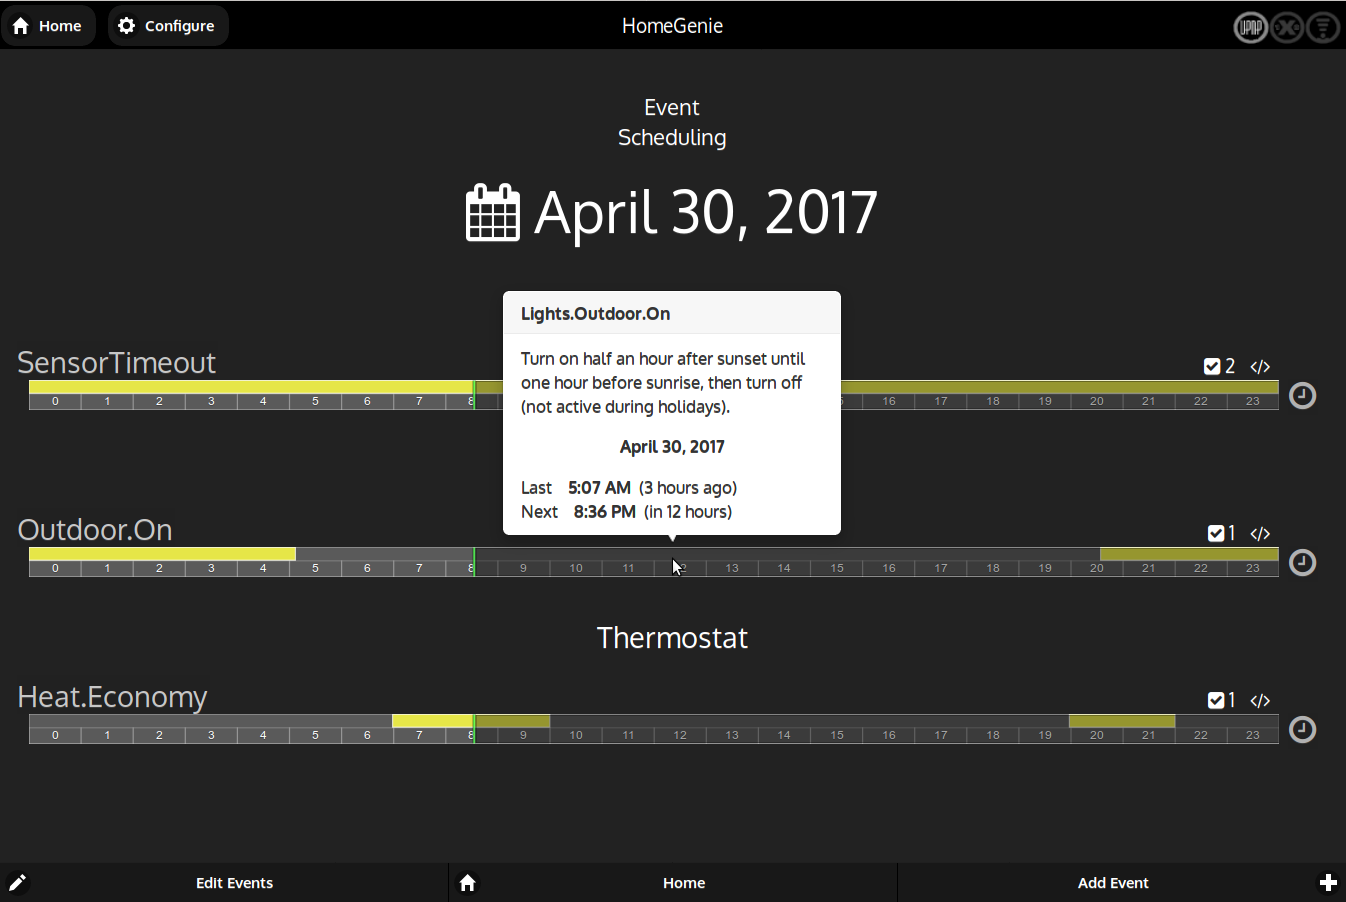 Home
Configure
HomeGenie
UPNP
Event
Scheduling
April 30, 2017
Lights.Outdoor.On
Turn on half an hour after sunset until
one hour before sunrise, then turn off
(not active during holidays).
April 30, 2017
Last 5:07 AM (3 hours ago)
Next 8:36 PM (in 12 hours)
SensorTimeout
2 </>
0 1 2 3 4 5 6 7 8 16 17 18 19 20 21 22 23
Outdoor.On
1 </>
0 1 2 3 4 5 6 7 8 9 10 11 13 14 15 16 17 18 19 20 21 22 23
Thermostat
Heat.Economy
1 </>
0 1 2 3 4 5 6 7 8 9 10 11 12 13 14 15 16 17 18 19 20 21 22 23
Edit Events
Home
Add Event